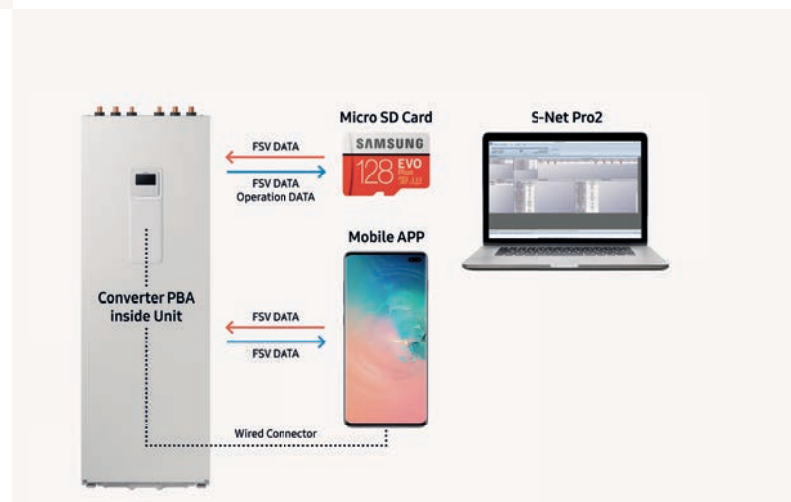 Micro SD Card
S-Net Pro2
FSV DATA
SAMSUNG
128 EVO
Plus
FSV DATA
Operation DATA
Mobile APP
Converter PBA
inside Unit
FSV DATA
FSV DATA
Wired Connector